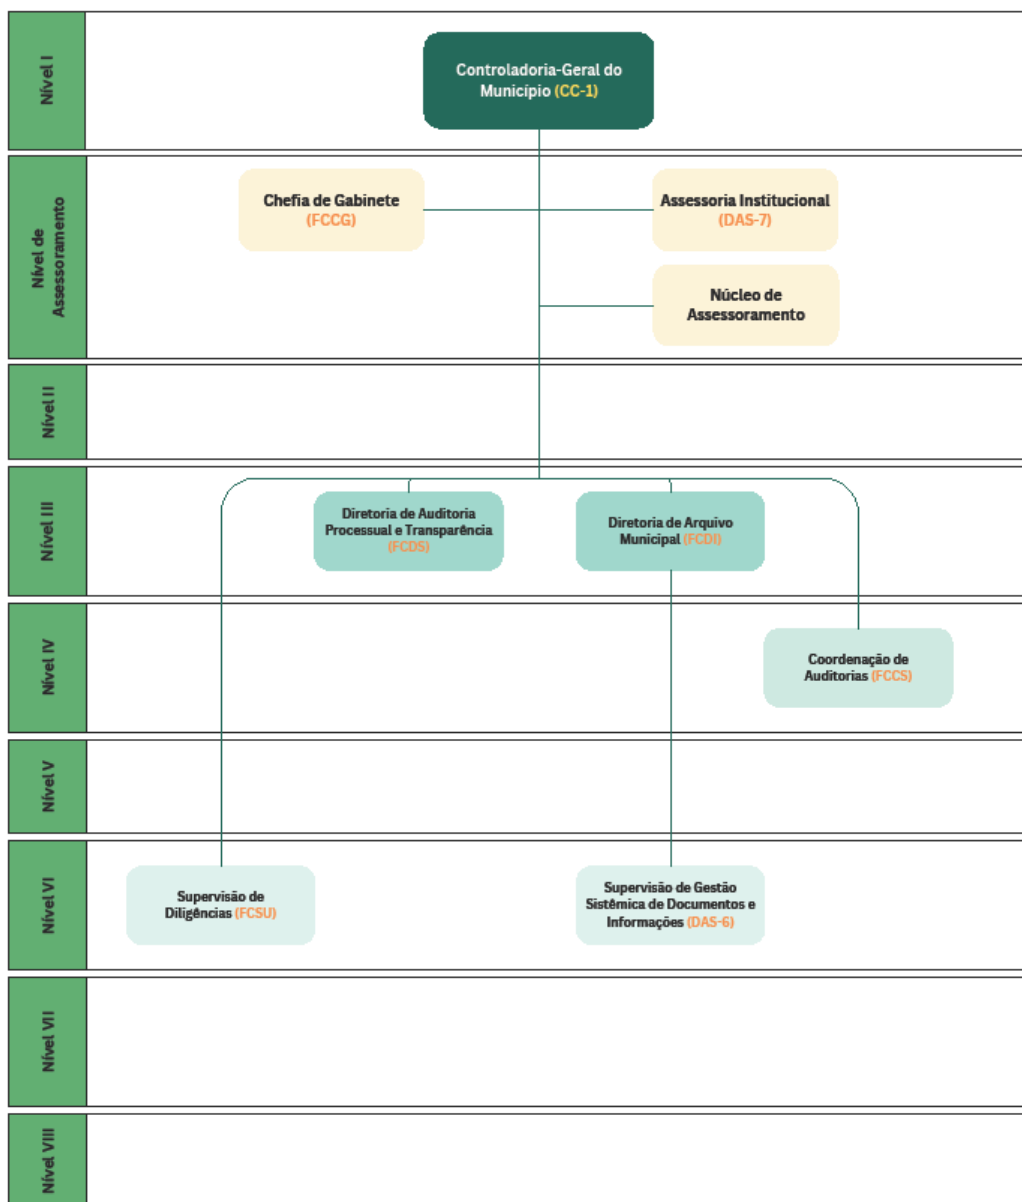 Nível I
Controladoria-Geral do
Município (CC-1)
Nível de
Assessoramento
Chefia de Gabinete
(FCCG)
Assessoria Institucional
(DAS-7)
Núcleo de
Assessoramento
Nível II
Nível III
Diretoria de Auditoria
Processual e Transparência
(FCDS)
Diretoria de Arquivo
Municipal (FCDI)
Nível IV
Coordenação de
Auditorias (FCCS)
Nível V
Nível VI
Supervisão de
Diligências (FCSU)
Supervisão de Gestão
Sistêmica de Documentos e
Informações (DAS-6)
Nível VII
Nível VIII